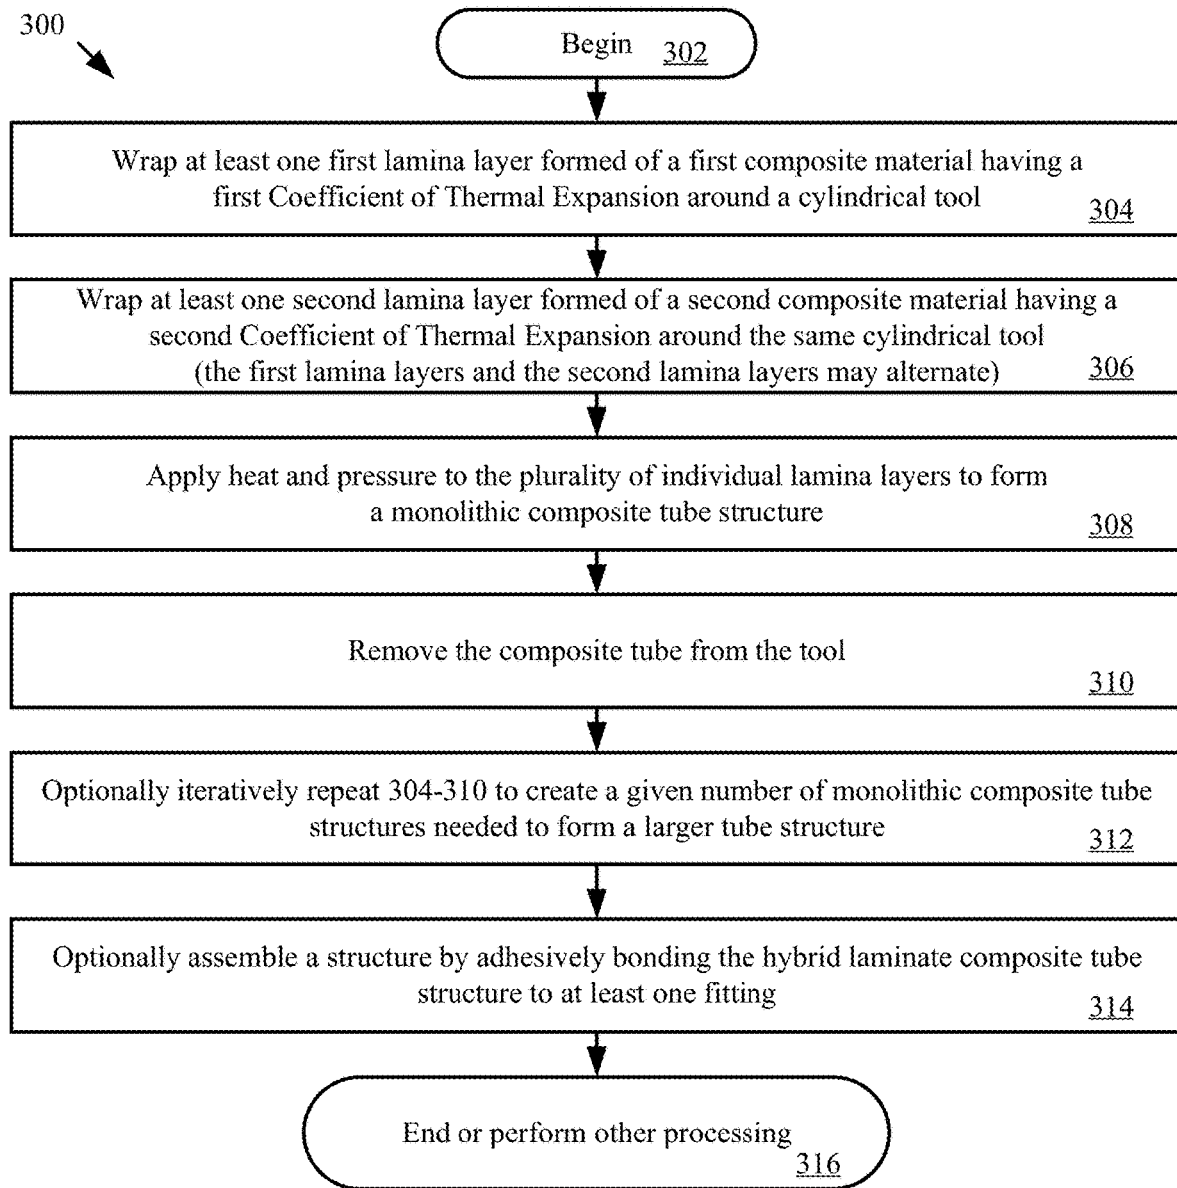 300
Begin 302
Wrap at least one first lamina layer formed of a first composite material having a
first Coefficient of Thermal Expansion around a cylindrical tool
304
Wrap at least one second lamina layer formed of a second composite material having a
second Coefficient of Thermal Expansion around the same cylindrical tool
(the first lamina layers and the second lamina layers may alternate)
306
Apply heat and pressure to the plurality of individual lamina layers to form
a monolithic composite tube structure
308
Remove the composite tube from the tool
310
Optionally iteratively repeat 304-310 to create a given number of monolithic composite tube
structures needed to form a larger tube structure
312
Optionally assemble a structure by adhesively bonding the hybrid laminate composite tube
structure to at least one fitting
314
End or perform other processing
316